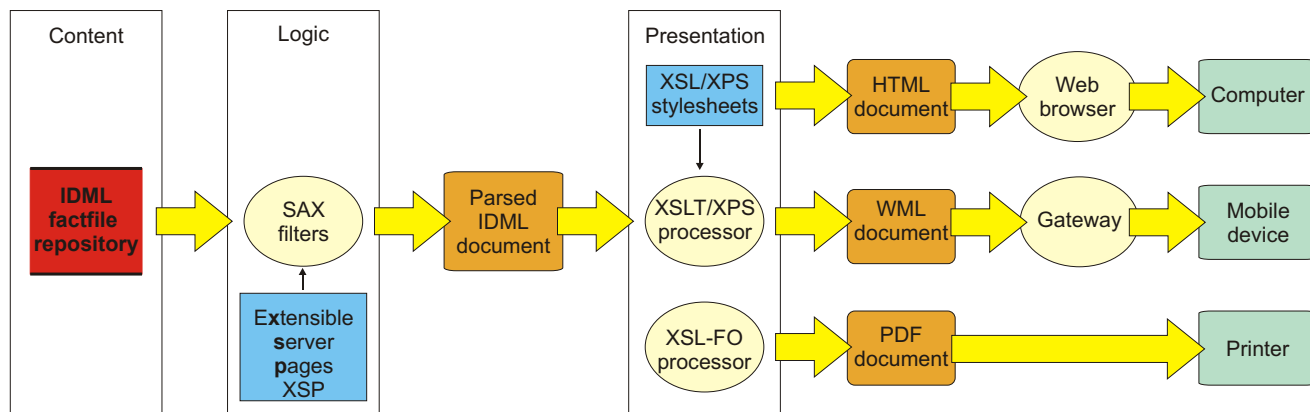 Content
IDML
factfile
repository
Logic
SAX
filters
Extensible
server
pages
XSP
Parsed
IDML
document
Presentation
XSL/XPS
stylesheets
XSLT/XPS
processor
XSL-FO
processor
HTML
document
Web
browser
Computer
WML
document
Gateway
Mobile
device
PDF
document
Printer